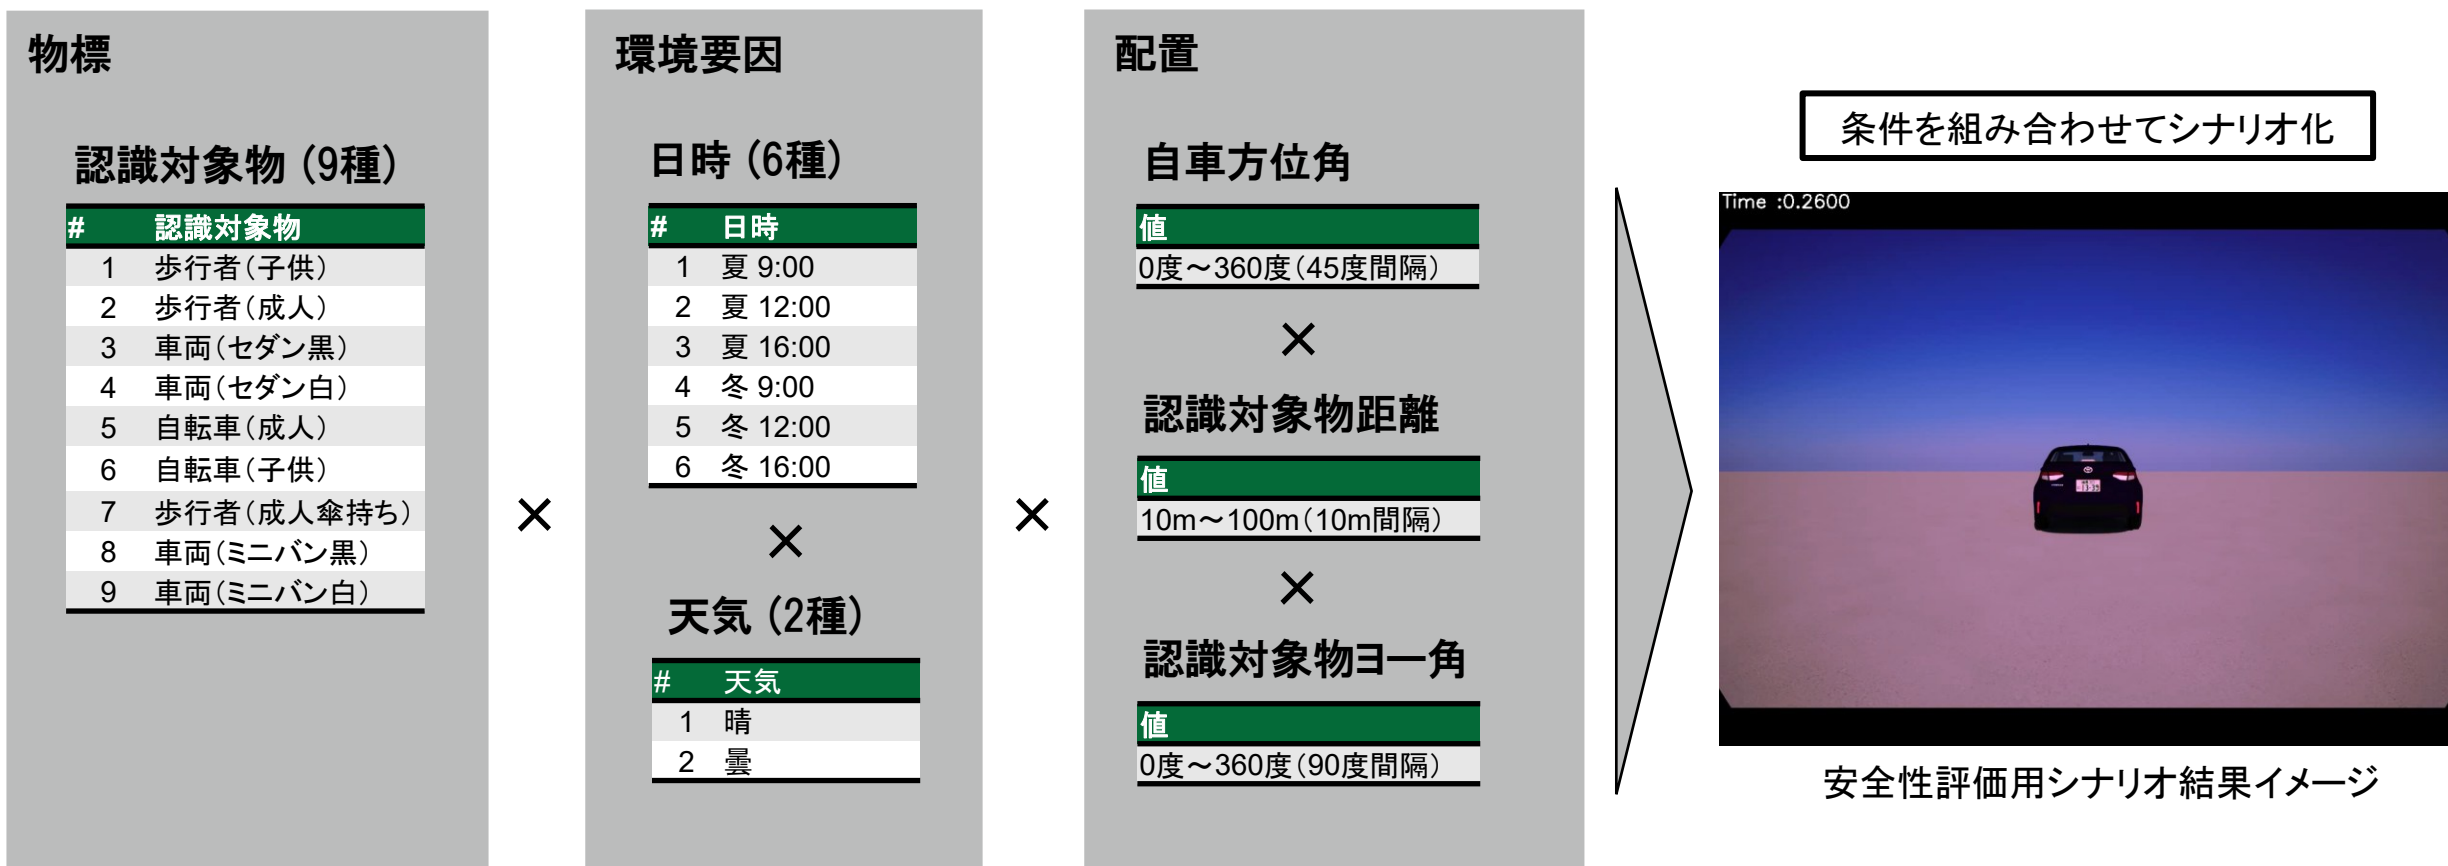 物標
認識対象物 (9種)
# 認識対象物
1 歩行者(子供)
2 歩行者(成人)
3 車両(セダン黒)
4 車両(セダン白)
5 自転車(成人)
6 自転車(子供)
7 歩行者(成人傘持ち)
8 車両(ミニバン黒)
9 車両(ミニバン白)
×
環境要因
日時 (6種)
# 日時
1 夏 9:00
2 夏 12:00
3 夏 16:00
4 冬 9:00
5 冬 12:00
6 冬 16:00
×
天気 (2種)
# 天気
1 晴
2 曇
×
配置
自車方位角
値
0度～360度(45度間隔)
×
認識対象物距離
値
10m～100m(10m間隔)
×
認識対象物ヨー角
値
0度～360度(90度間隔)
条件を組み合わせてシナリオ化
Time :0.2600
安全性評価用シナリオ結果イメージ